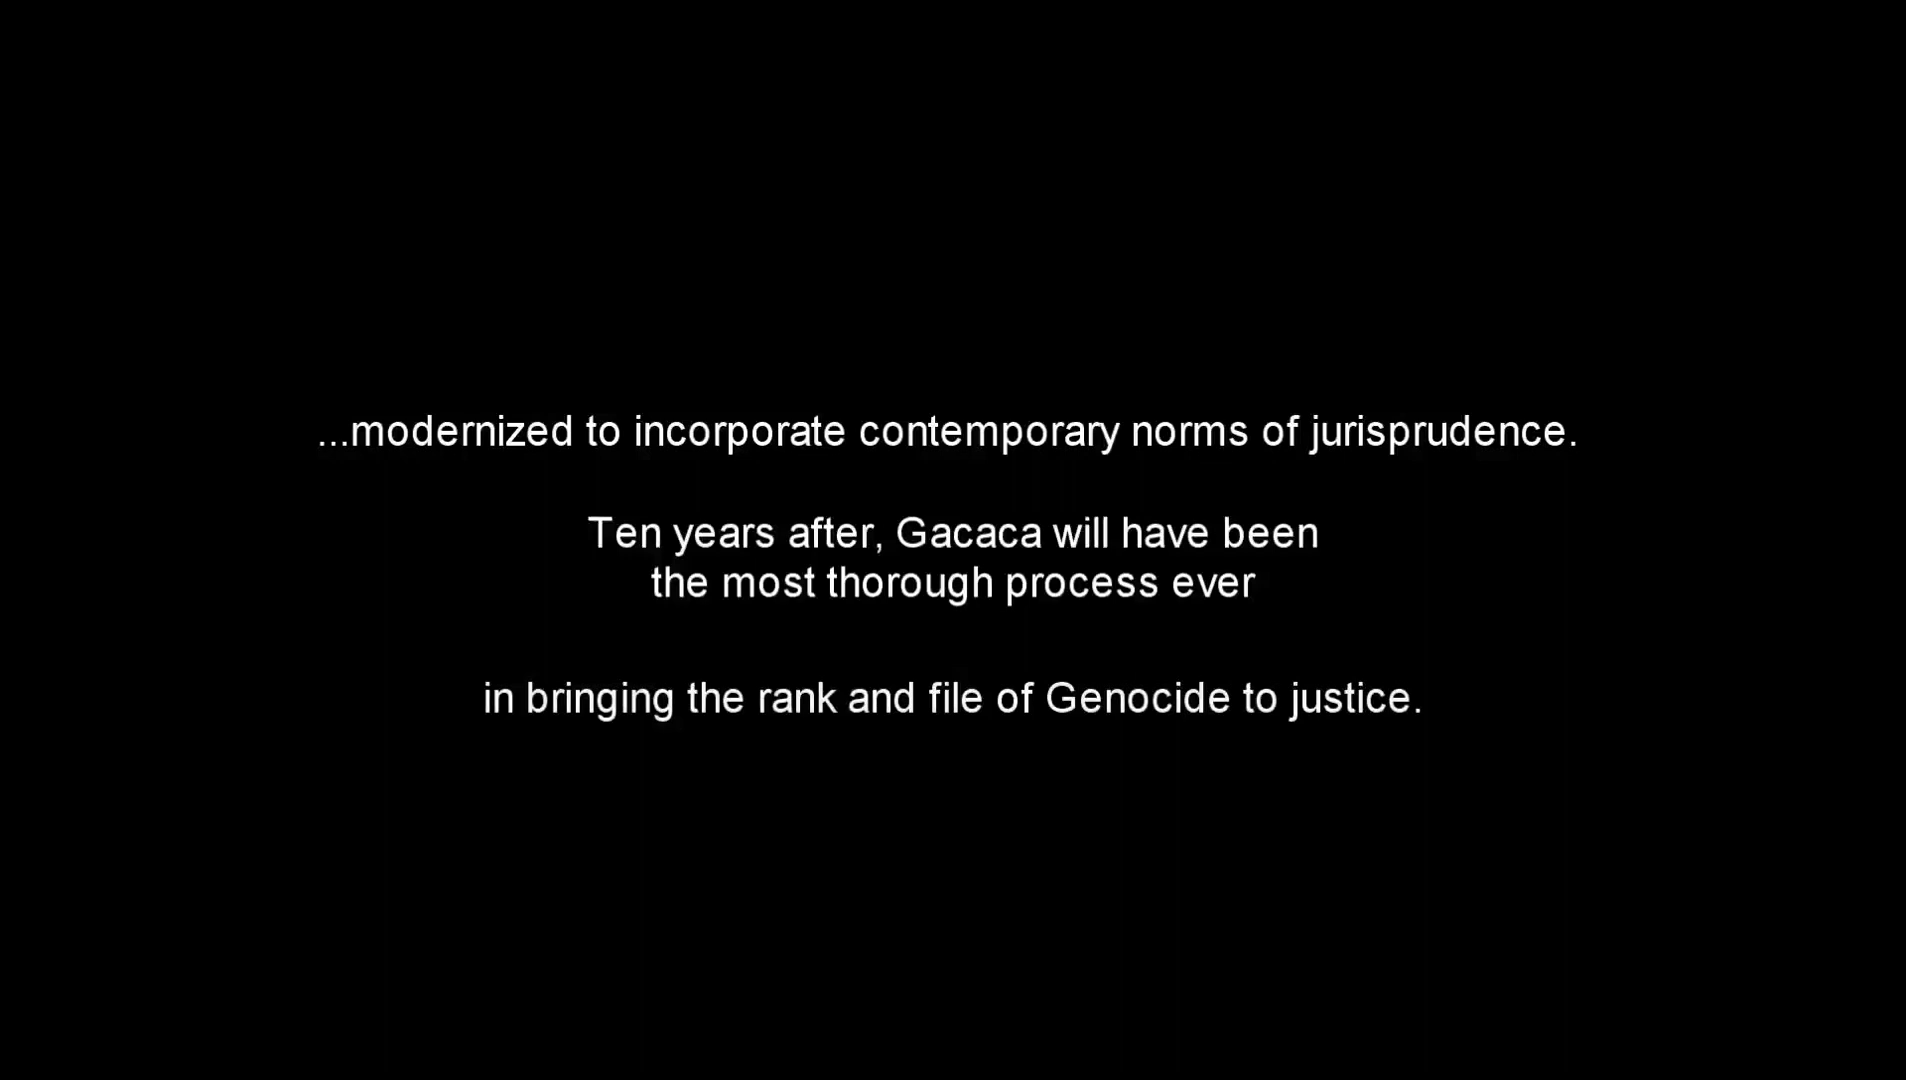 ...modernized to incorporate contemporary norms of jurisprudence.
Ten years after, Gacaca will have been
the most thorough process ever
in bringing the rank and file of Genocide to justice.